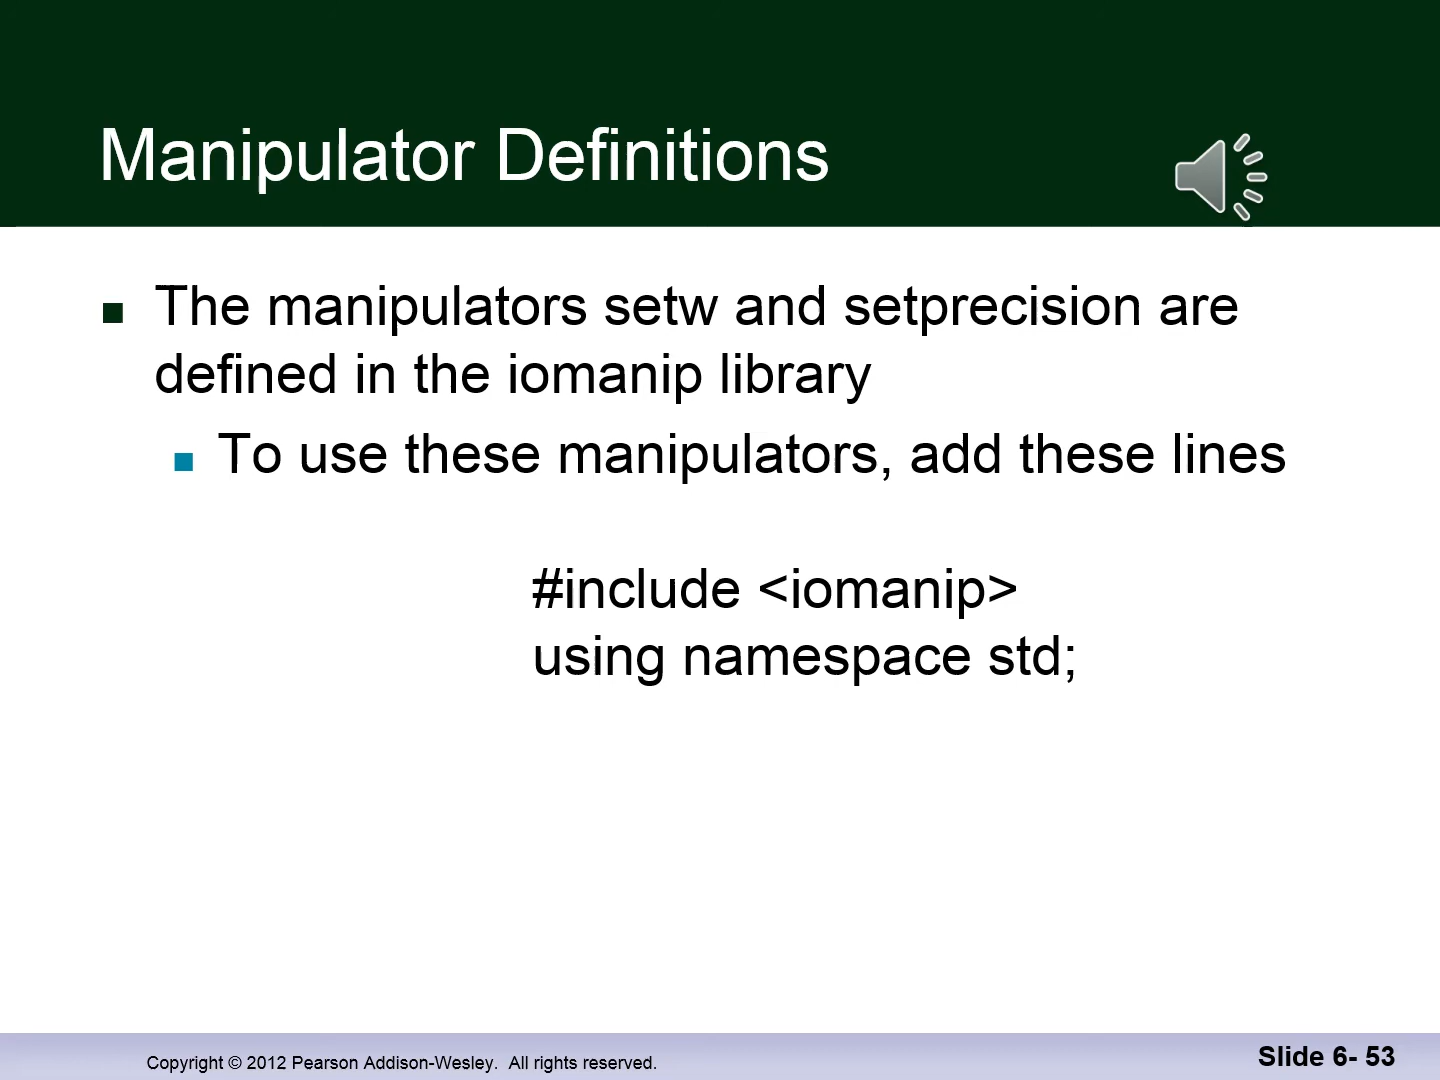 Manipulator Definitions
The manipulators setw and setprecision are
defined in the iomanip library
To use these manipulators, add these lines
#include <iomanip>
using namespace std;
Copyright © 2012 Pearson Addison-Wesley.  All rights reserved.
Slide 6- 53